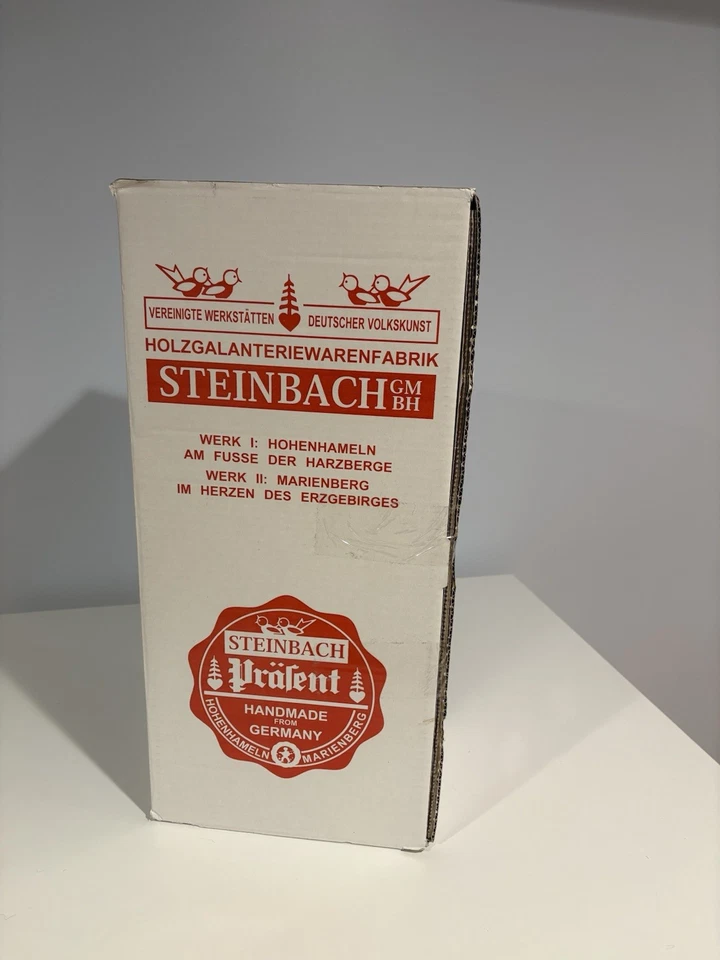 VEREINIGTE WERKSTÄTTEN DEUTSCHER VOLKSKUNST
HOLZGALANTERIEWARENFABRIK
STEINBACH GM
BH
WERK I: HOHENHAMELN
AM FUSSE DER HARZBERGE
WERK II: MARIENBERG
IM HERZEN DES ERZGEBIRGES
STEINBACH
Präſent
HANDMADE
FROM
GERMANY
HOHENHAMELN MARIENBERG